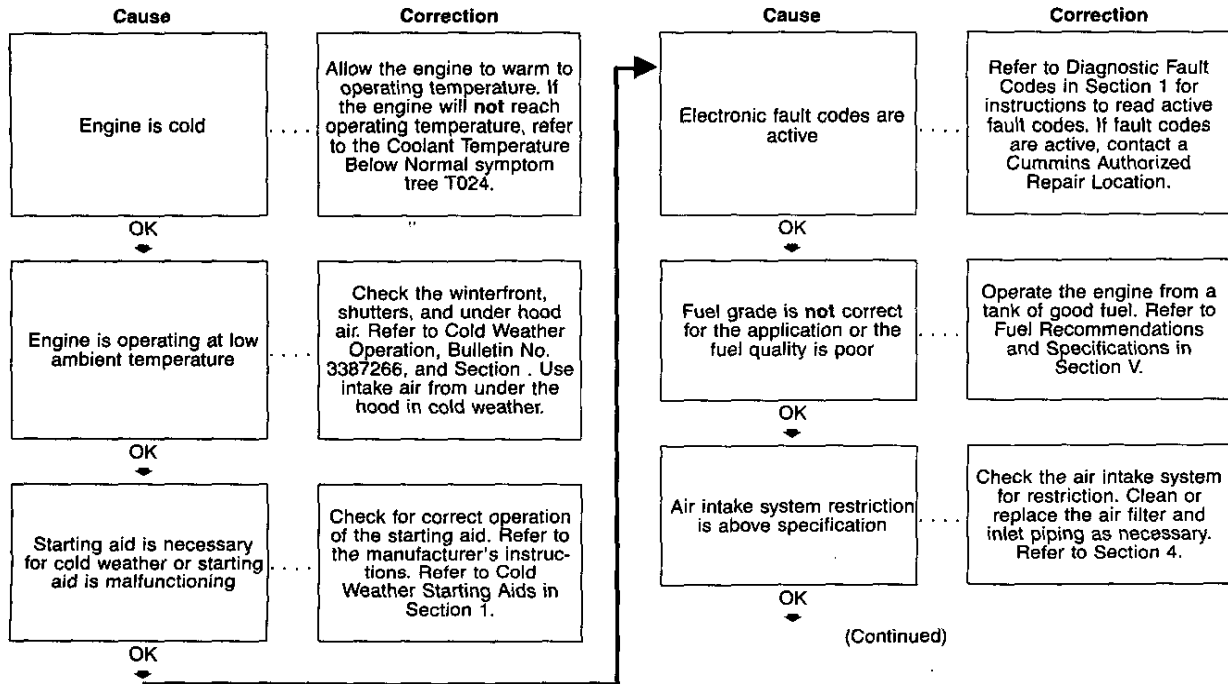 Cause
Correction
Engine is cold
. . . . .
Allow the engine to warm to
operating temperature. If
the engine will not reach
operating temperature, refer
to the Coolant Temperature
Below Normal symptom
tree T024.
OK
Engine is operating at low
ambient temperature
. . . . .
Check the winterfront,
shutters, and under hood
air. Refer to Cold Weather
Operation, Bulletin No.
3387266, and Section . Use
intake air from under the
hood in cold weather.
OK
Starting aid is necessary
for cold weather or starting
aid is malfunctioning
. . . . .
Check for correct operation
of the starting aid. Refer to
the manufacturer's instruc-
tions. Refer to Cold
Weather Starting Aids in
Section 1.
OK
Cause
Correction
Electronic fault codes are
active
. . . . .
Refer to Diagnostic Fault
Codes in Section 1 for
instructions to read active
fault codes. If fault codes
are active, contact a
Cummins Authorized
Repair Location.
OK
Fuel grade is not correct
for the application or the
fuel quality is poor
. . . . .
Operate the engine from a
tank of good fuel. Refer to
Fuel Recommendations
and Specifications in
Section V.
OK
Air intake system restriction
is above specification
. . . . .
Check the air intake system
for restriction. Clean or
replace the air filter and
inlet piping as necessary.
Refer to Section 4.
OK
(Continued)